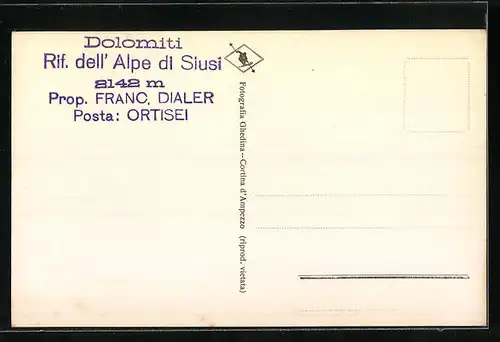 Dolomiti
Rif. dell' Alpe di Siusi
2142 m
Prop. FRANC. DIALER
Posta: ORTISEI
Fotografia Ghedina - Cortina d'Ampezzo (riprod. vietata)